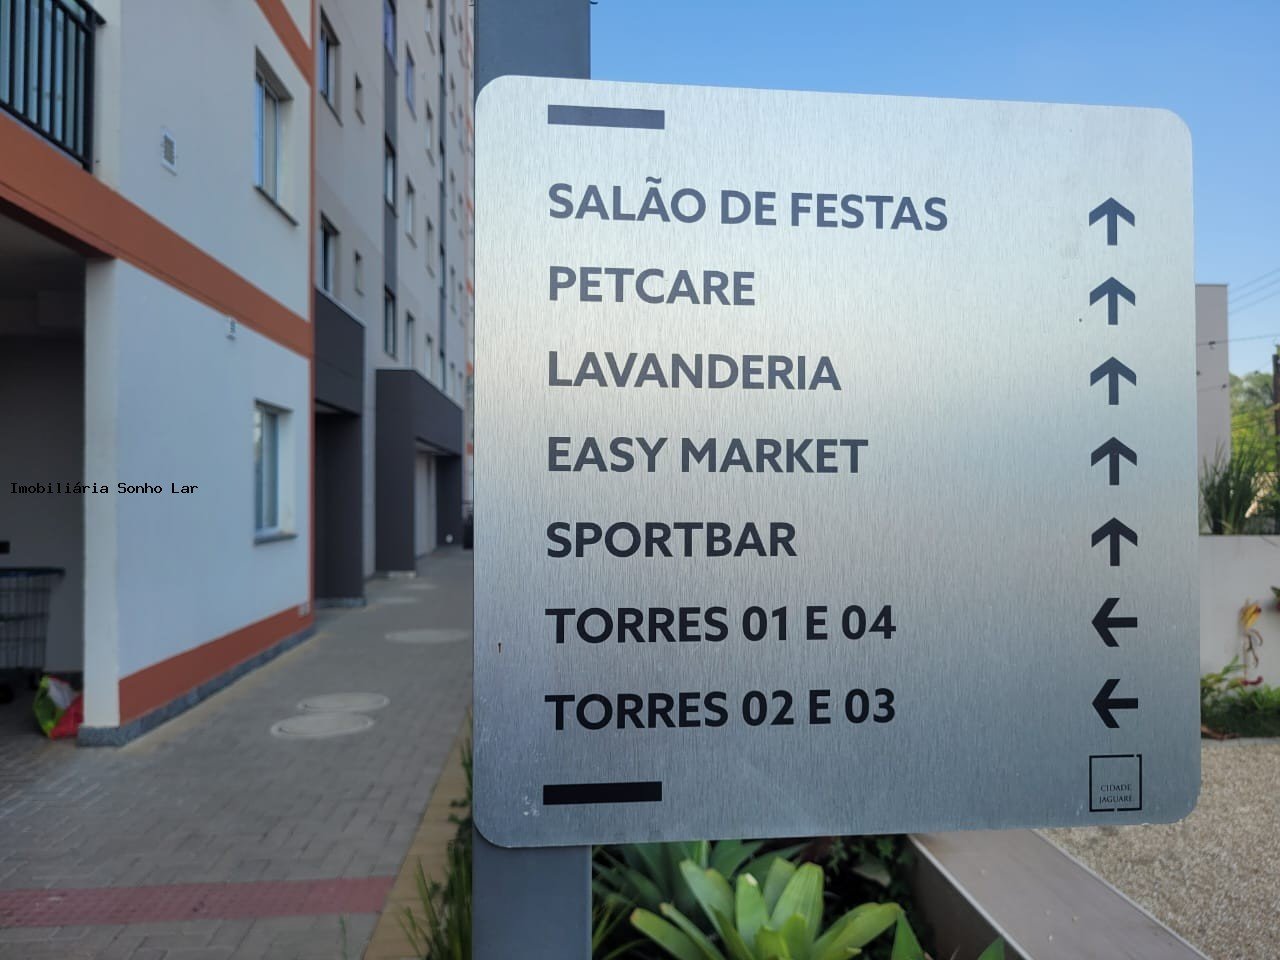 SALÃO DE FESTAS
PETCARE
LAVANDERIA
EASY MARKET
SPORTBAR
TORRES 01 E 04
TORRES 02 E 03
CIDADE
JAGUARÉ
Imobiliária Sonho Lar